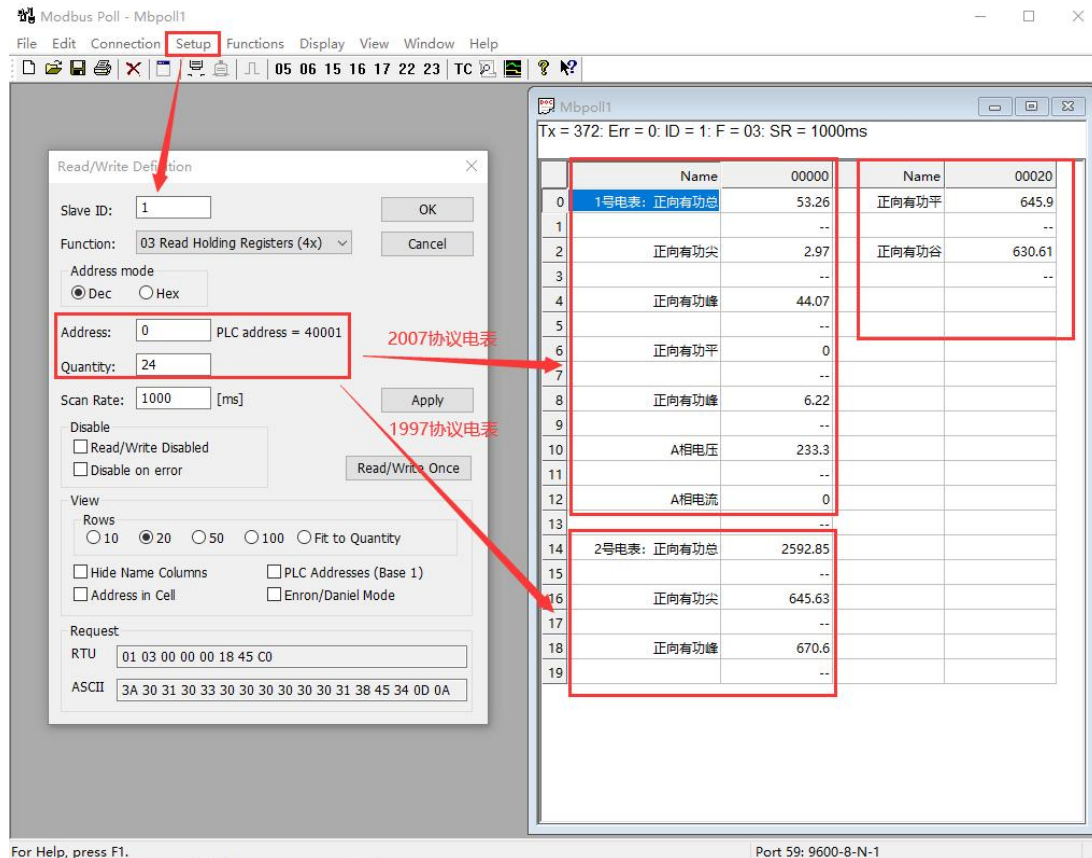 Modbus Poll - Mbpoll1
File Edit Connection Setup Functions Display View Window Help
05 06 15 16 17 22 23 TC
Read/Write Definition
Slave ID: 1 OK
Function: 03 Read Holding Registers (4x) Cancel
Address mode
Dec Hex
Address: 0 PLC address = 40001
Quantity: 24
Scan Rate: 1000 [ms] Apply
Disable
Read/Write Disabled
Disable on error
Read/Write Once
View
Rows
10 20 50 100 Fit to Quantity
Hide Name Columns PLC Addresses (Base 1)
Address in Cell Enron/Daniel Mode
Request
RTU 01 03 00 00 00 18 45 C0
ASCII 3A 30 31 30 33 30 30 30 30 30 30 31 38 45 34 0D 0A
2007协议电表
1997协议电表
Mbpoll1
Tx = 372: Err = 0: ID = 1: F = 03: SR = 1000ms
Name 00000 Name 00020
0 1号电表：正向有功总 53.26 正向有功平 645.9
1 -- --
2 正向有功尖 2.97 正向有功谷 630.61
3 -- --
4 正向有功峰 44.07
5 --
6 正向有功平 0
7 --
8 正向有功峰 6.22
9 --
10 A相电压 233.3
11 --
12 A相电流 0
13 --
14 2号电表：正向有功总 2592.85
15 --
16 正向有功尖 645.63
17 --
18 正向有功峰 670.6
19 --
For Help, press F1. Port 59: 9600-8-N-1